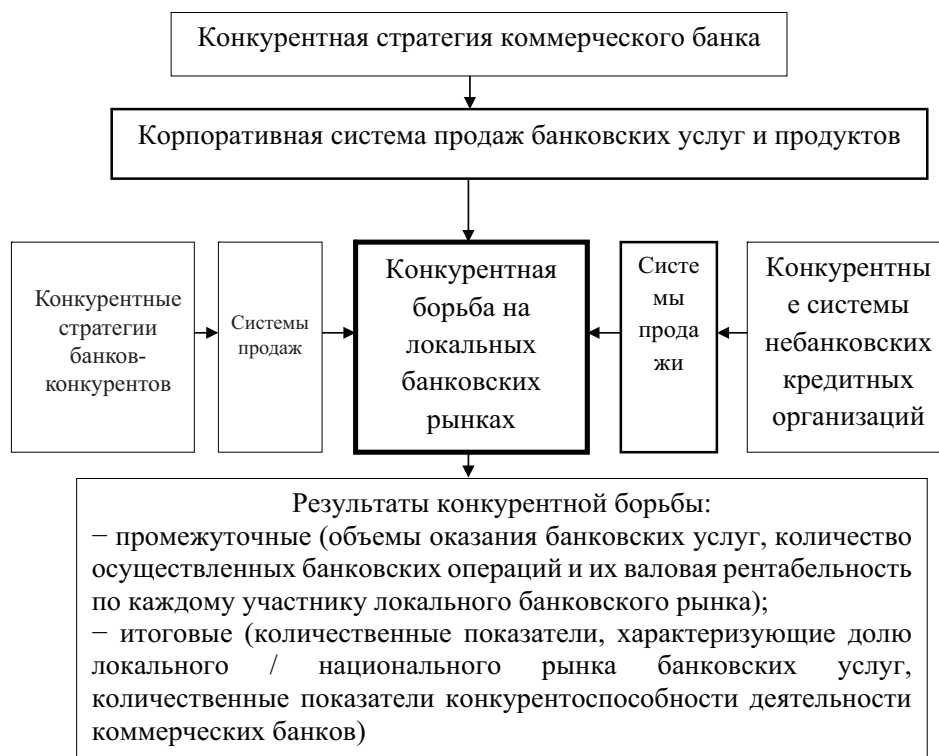 Конкурентная стратегия коммерческого банка
Корпоративная система продаж банковских услуг и продуктов
Конкурентные
стратегии
банков-
конкурентов
Системы
продаж
Конкурентная
борьба на
локальных
банковских
рынках
Систе
мы
прода
жи
Конкурентны
е системы
небанковских
кредитных
организаций
Результаты конкурентной борьбы:
− промежуточные (объемы оказания банковских услуг, количество
осуществленных банковских операций и их валовая рентабельность
по каждому участнику локального банковского рынка);
− итоговые (количественные показатели, характеризующие долю
локального / национального рынка банковских услуг,
количественные показатели конкурентоспособности деятельности
коммерческих банков)